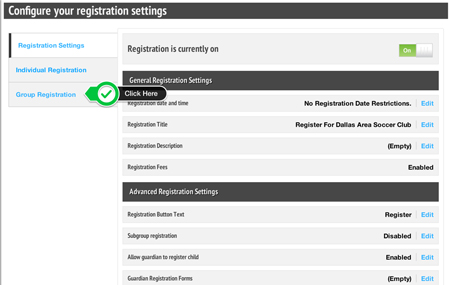 Configure your registration settings
Registration Settings
Individual Registration
Group Registration
Click Here
Registration is currently on
On
General Registration Settings
Registration date and time No Registration Date Restrictions. Edit
Registration Title Register For Dallas Area Soccer Club Edit
Registration Description (Empty) Edit
Registration Fees Enabled
Advanced Registration Settings
Registration Button Text Register Edit
Subgroup registration Disabled Edit
Allow guardian to register child Enabled Edit
Guardian Registration Forms (Empty) Edit